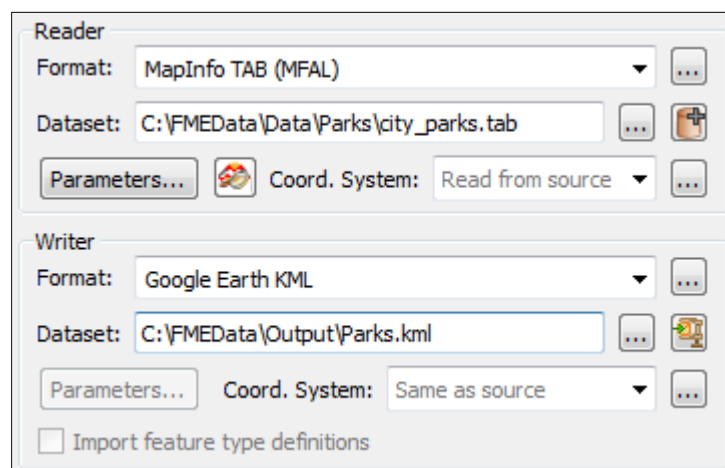 Reader
Format: MapInfo TAB (MFAL) ...
Dataset: C:\FMEData\Data\Parks\city_parks.tab ...
Parameters... Coord. System: Read from source ...
Writer
Format: Google Earth KML ...
Dataset: C:\FMEData\Output\Parks.kml ...
Parameters... Coord. System: Same as source ...
Import feature type definitions